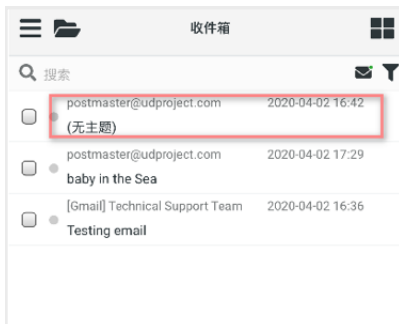 收件箱
搜索
postmaster@udproject.com 2020-04-02 16:42
(无主题)
postmaster@udproject.com 2020-04-02 17:29
baby in the Sea
[Gmail] Technical Support Team 2020-04-02 16:36
Testing email